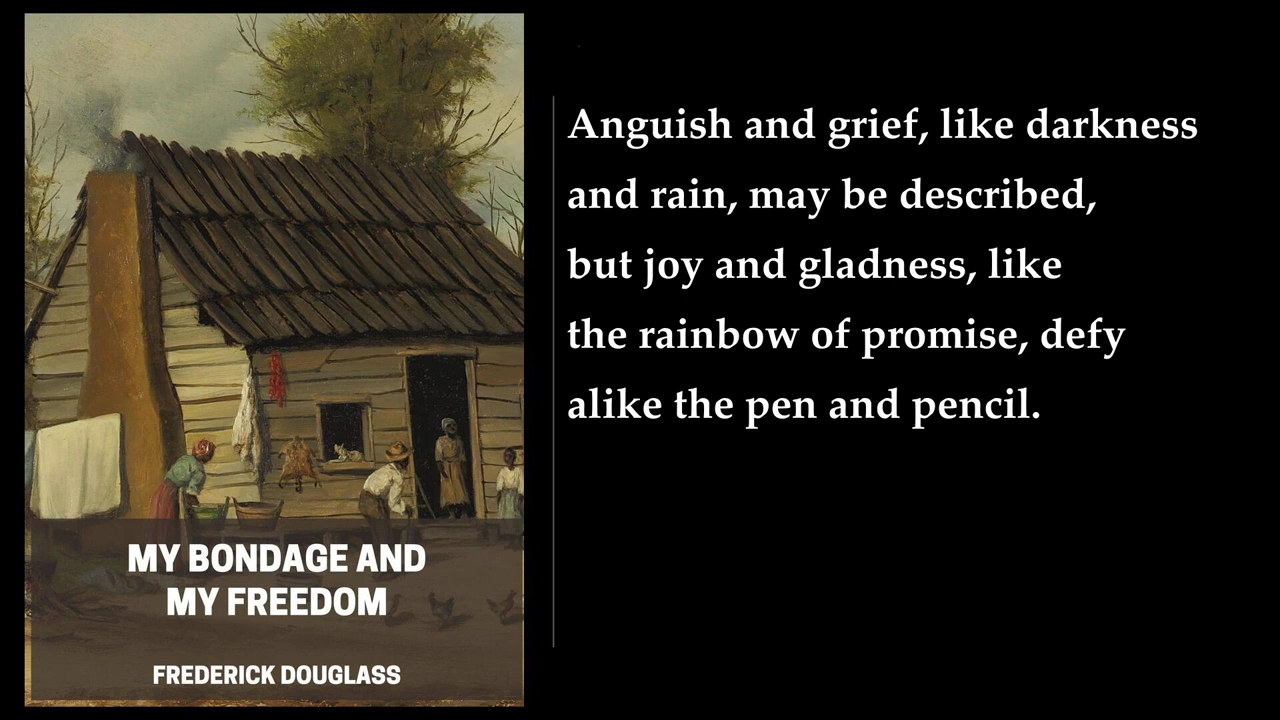 MY BONDAGE AND
MY FREEDOM
FREDERICK DOUGLASS
Anguish and grief, like darkness
and rain, may be described,
but joy and gladness, like
the rainbow of promise, defy
alike the pen and pencil.